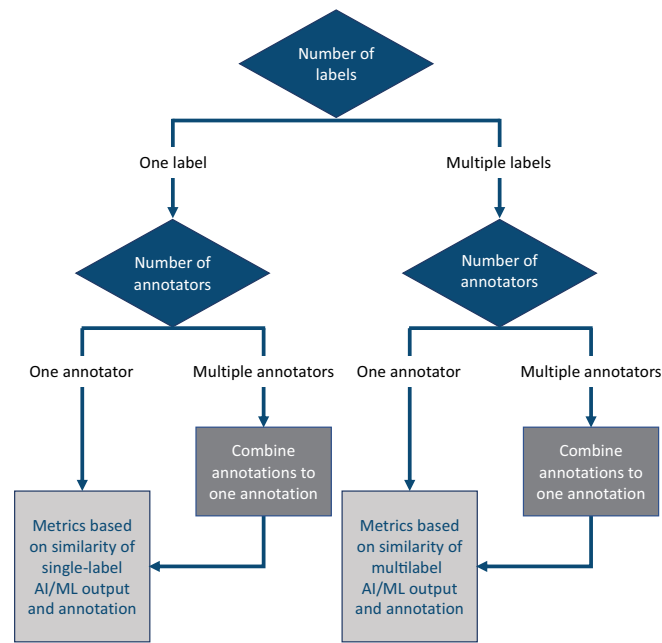 Number of
labels
One label
Multiple labels
Number of
annotators
Number of
annotators
One annotator
Multiple annotators
One annotator
Multiple annotators
Combine
annotations to
one annotation
Combine
annotations to
one annotation
Metrics based
on similarity of
single-label
AI/ML output
and annotation
Metrics based
on similarity of
multilabel
AI/ML output
and annotation